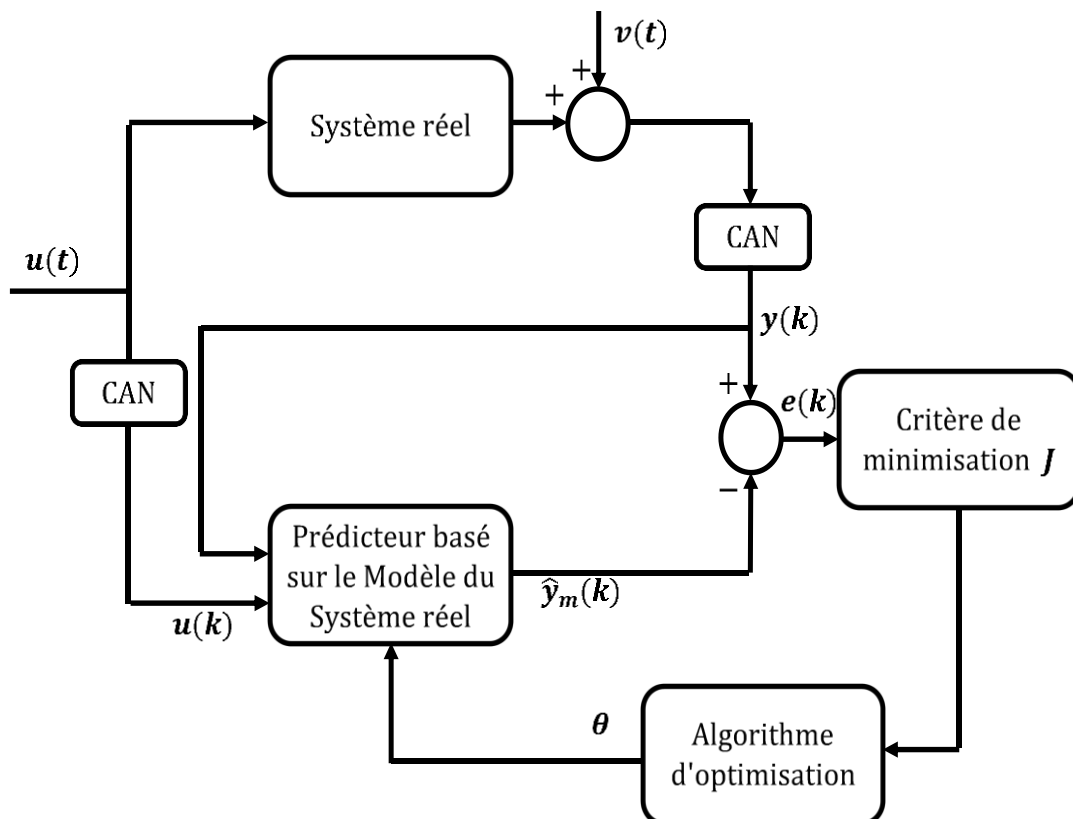 v(t)
+
+
Système réel
CAN
u(t)
y(k)
CAN
+
e(k)
Critère de
minimisation J
−
Prédicteur basé
sur le Modèle du
Système réel
ŷₘ(k)
u(k)
θ
Algorithme
d'optimisation